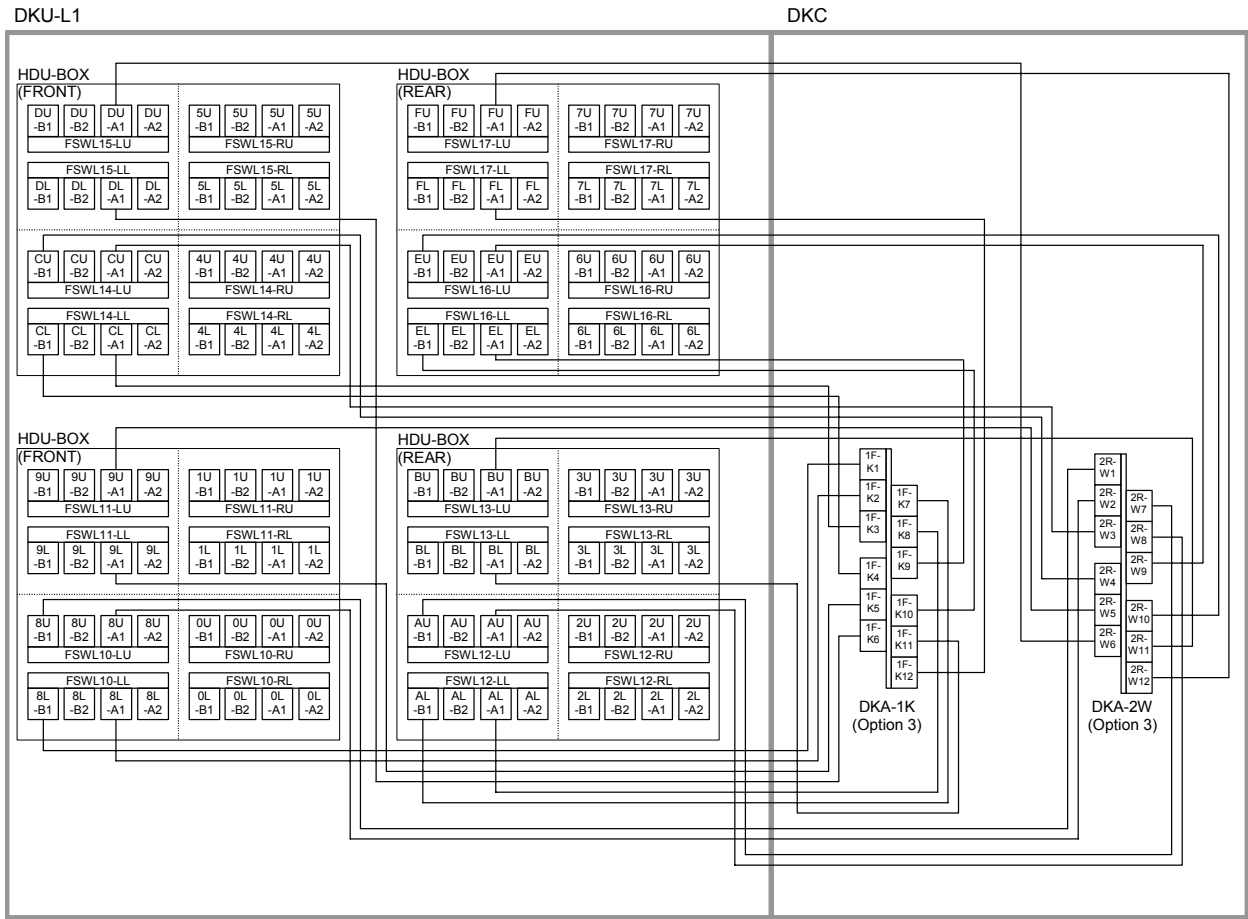 DKU-L1 DKC
HDU-BOX HDU-BOX
(FRONT) (REAR)
DU DU DU DU 5U 5U 5U 5U FU FU FU FU 7U 7U 7U 7U
-B1 -B2 -A1 -A2 -B1 -B2 -A1 -A2 -B1 -B2 -A1 -A2 -B1 -B2 -A1 -A2
FSWL15-LU FSWL15-RU FSWL17-LU FSWL17-RU
FSWL15-LL FSWL15-RL FSWL17-LL FSWL17-RL
DL DL DL DL 5L 5L 5L 5L FL FL FL FL 7L 7L 7L 7L
-B1 -B2 -A1 -A2 -B1 -B2 -A1 -A2 -B1 -B2 -A1 -A2 -B1 -B2 -A1 -A2
CU CU CU CU 4U 4U 4U 4U EU EU EU EU 6U 6U 6U 6U
-B1 -B2 -A1 -A2 -B1 -B2 -A1 -A2 -B1 -B2 -A1 -A2 -B1 -B2 -A1 -A2
FSWL14-LU FSWL14-RU FSWL16-LU FSWL16-RU
FSWL14-LL FSWL14-RL FSWL16-LL FSWL16-RL
CL CL CL CL 4L 4L 4L 4L EL EL EL EL 6L 6L 6L 6L
-B1 -B2 -A1 -A2 -B1 -B2 -A1 -A2 -B1 -B2 -A1 -A2 -B1 -B2 -A1 -A2
HDU-BOX HDU-BOX
(FRONT) (REAR)
9U 9U 9U 9U 1U 1U 1U 1U BU BU BU BU 3U 3U 3U 3U
-B1 -B2 -A1 -A2 -B1 -B2 -A1 -A2 -B1 -B2 -A1 -A2 -B1 -B2 -A1 -A2
FSWL11-LU FSWL11-RU FSWL13-LU FSWL13-RU
FSWL11-LL FSWL11-RL FSWL13-LL FSWL13-RL
9L 9L 9L 9L 1L 1L 1L 1L BL BL BL BL 3L 3L 3L 3L
-B1 -B2 -A1 -A2 -B1 -B2 -A1 -A2 -B1 -B2 -A1 -A2 -B1 -B2 -A1 -A2
8U 8U 8U 8U 0U 0U 0U 0U AU AU AU AU 2U 2U 2U 2U
-B1 -B2 -A1 -A2 -B1 -B2 -A1 -A2 -B1 -B2 -A1 -A2 -B1 -B2 -A1 -A2
FSWL10-LU FSWL10-RU FSWL12-LU FSWL12-RU
FSWL10-LL FSWL10-RL FSWL12-LL FSWL12-RL
8L 8L 8L 8L 0L 0L 0L 0L AL AL AL AL 2L 2L 2L 2L
-B1 -B2 -A1 -A2 -B1 -B2 -A1 -A2 -B1 -B2 -A1 -A2 -B1 -B2 -A1 -A2
1F-
K1
1F-
K2
1F-
K3
1F-
K4
1F-
K5
1F-
K6
1F-
K7
1F-
K8
1F-
K9
1F-
K10
1F-
K11
1F-
K12
DKA-1K
(Option 3)
2R-
W1
2R-
W2
2R-
W3
2R-
W4
2R-
W5
2R-
W6
2R-
W7
2R-
W8
2R-
W9
2R-
W10
2R-
W11
2R-
W12
DKA-2W
(Option 3)